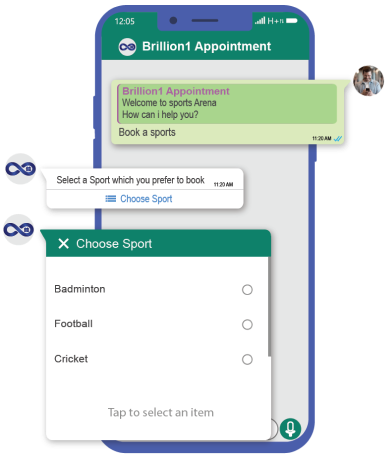 12:05
H+
Brillion1 Appointment
Brillion1 Appointment
Welcome to sports Arena
How can i help you?
Book a sports
11:20 AM
Select a Sport which you prefer to book
11:20 AM
Choose Sport
Choose Sport
Badminton
Football
Cricket
Tap to select an item